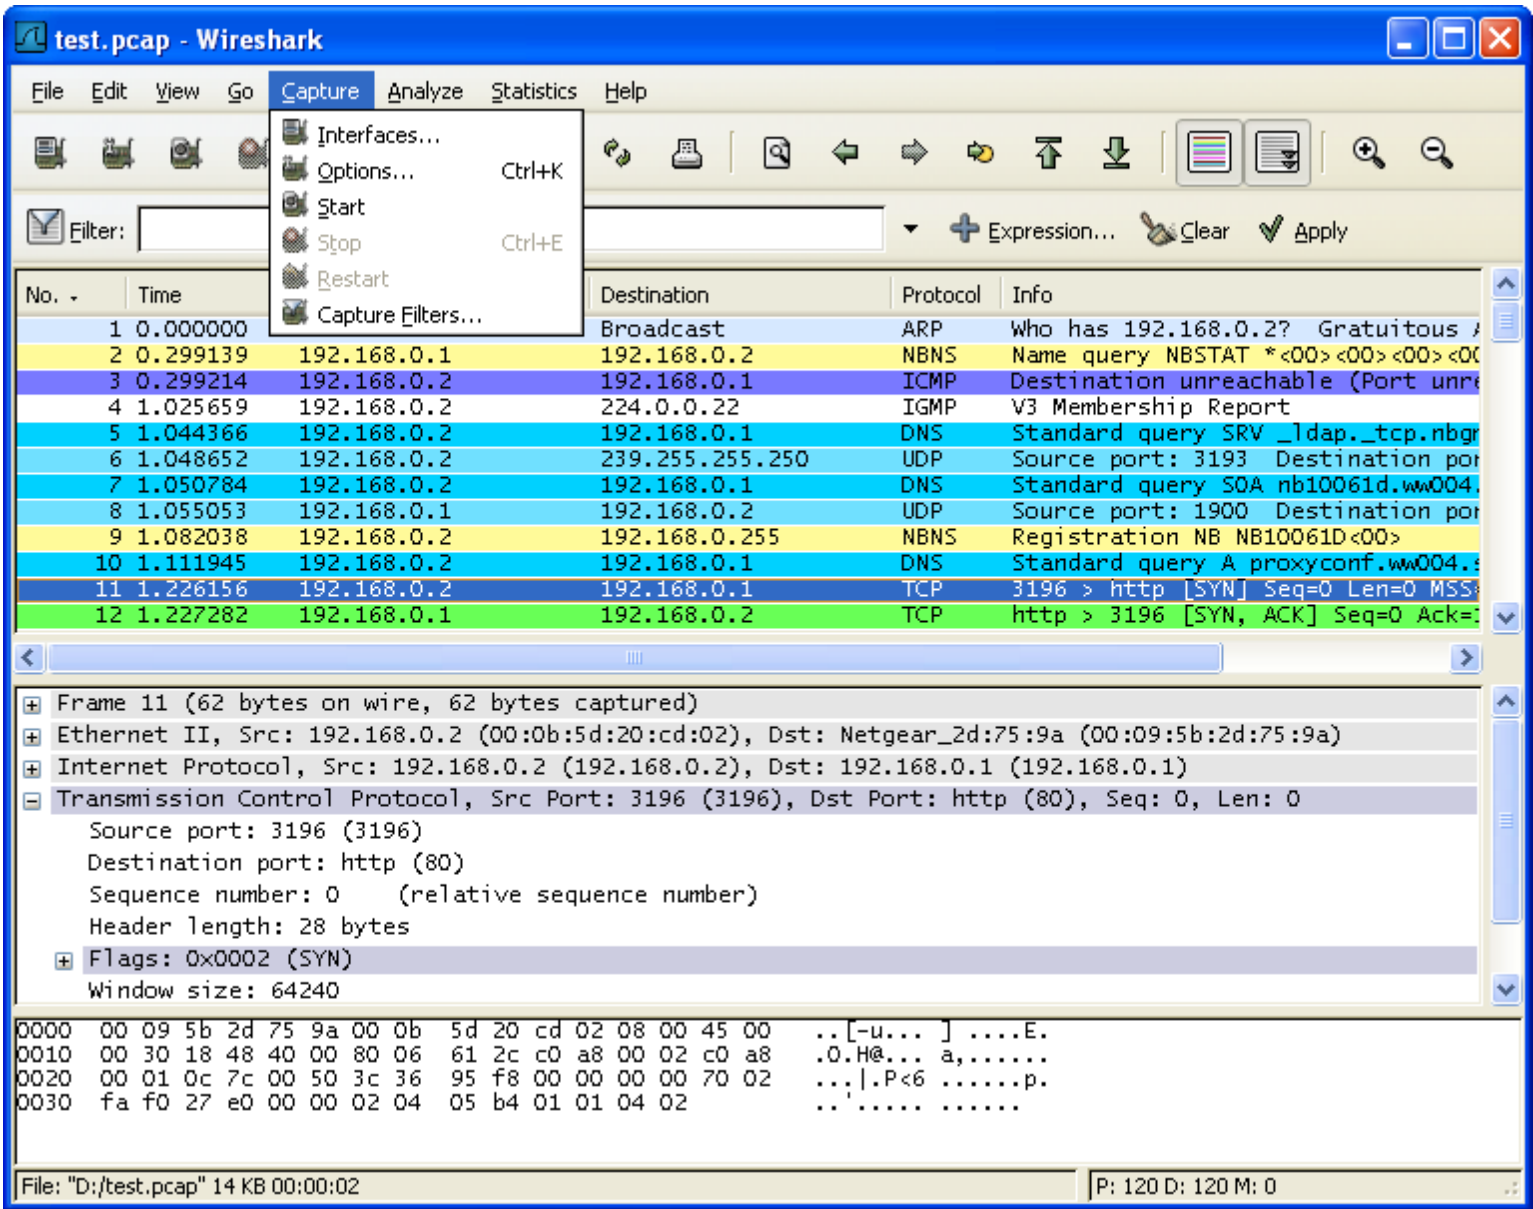 test.pcap - Wireshark
File Edit View Go Capture Analyze Statistics Help
Interfaces...
Options... Ctrl+K
Start
Stop Ctrl+E
Restart
Capture Filters...
Filter: Expression... Clear Apply
No. Time Destination Protocol Info
1 0.000000 Broadcast ARP Who has 192.168.0.2? Gratuitous
2 0.299139 192.168.0.1 192.168.0.2 NBNS Name query NBSTAT *<00><00><00><00
3 0.299214 192.168.0.2 192.168.0.1 ICMP Destination unreachable (Port unre
4 1.025659 192.168.0.2 224.0.0.22 IGMP V3 Membership Report
5 1.044366 192.168.0.2 192.168.0.1 DNS Standard query SRV _ldap._tcp.nbgm
6 1.048652 192.168.0.2 239.255.255.250 UDP Source port: 3193 Destination por
7 1.050784 192.168.0.2 192.168.0.1 DNS Standard query SOA nb10061d.ww004.
8 1.055053 192.168.0.1 192.168.0.2 UDP Source port: 1900 Destination por
9 1.082038 192.168.0.2 192.168.0.255 NBNS Registration NB NB10061D<00>
10 1.111945 192.168.0.2 192.168.0.1 DNS Standard query A proxyconf.ww004.s
11 1.226156 192.168.0.2 192.168.0.1 TCP 3196 > http [SYN] Seq=0 Len=0 MSS=
12 1.227282 192.168.0.1 192.168.0.2 TCP http > 3196 [SYN, ACK] Seq=0 Ack=1
Frame 11 (62 bytes on wire, 62 bytes captured)
Ethernet II, Src: 192.168.0.2 (00:0b:5d:20:cd:02), Dst: Netgear_2d:75:9a (00:09:5b:2d:75:9a)
Internet Protocol, Src: 192.168.0.2 (192.168.0.2), Dst: 192.168.0.1 (192.168.0.1)
Transmission Control Protocol, Src Port: 3196 (3196), Dst Port: http (80), Seq: 0, Len: 0
Source port: 3196 (3196)
Destination port: http (80)
Sequence number: 0 (relative sequence number)
Header length: 28 bytes
Flags: 0x0002 (SYN)
Window size: 64240
0000 00 09 5b 2d 75 9a 00 0b 5d 20 cd 02 08 00 45 00 ..[-u... ] ....E.
0010 00 30 18 48 40 00 80 06 61 2c c0 a8 00 02 c0 a8 .0.H@... a,......
0020 00 01 0c 7c 00 50 3c 36 95 f8 00 00 00 00 70 02 ...|.P<6 ......p.
0030 fa f0 27 e0 00 00 02 04 05 b4 01 01 04 02 ..'..... ......
File: "D:/test.pcap" 14 KB 00:00:02 P: 120 D: 120 M: 0